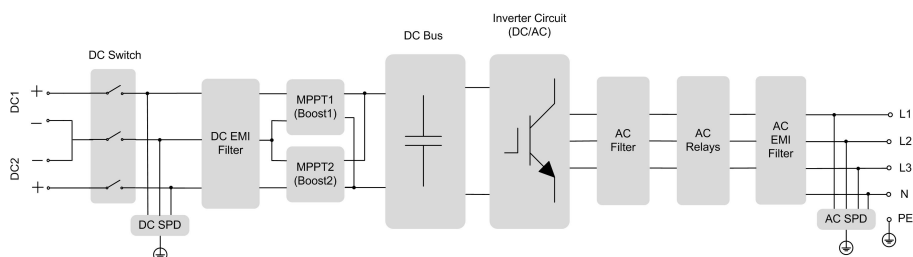 Inverter Circuit
(DC/AC)
DC Bus
DC Switch
DC1
+
−
−
+
DC2
DC EMI
Filter
MPPT1
(Boost1)
MPPT2
(Boost2)
AC
Filter
AC
Relays
AC
EMI
Filter
L1
L2
L3
N
PE
DC SPD
AC SPD